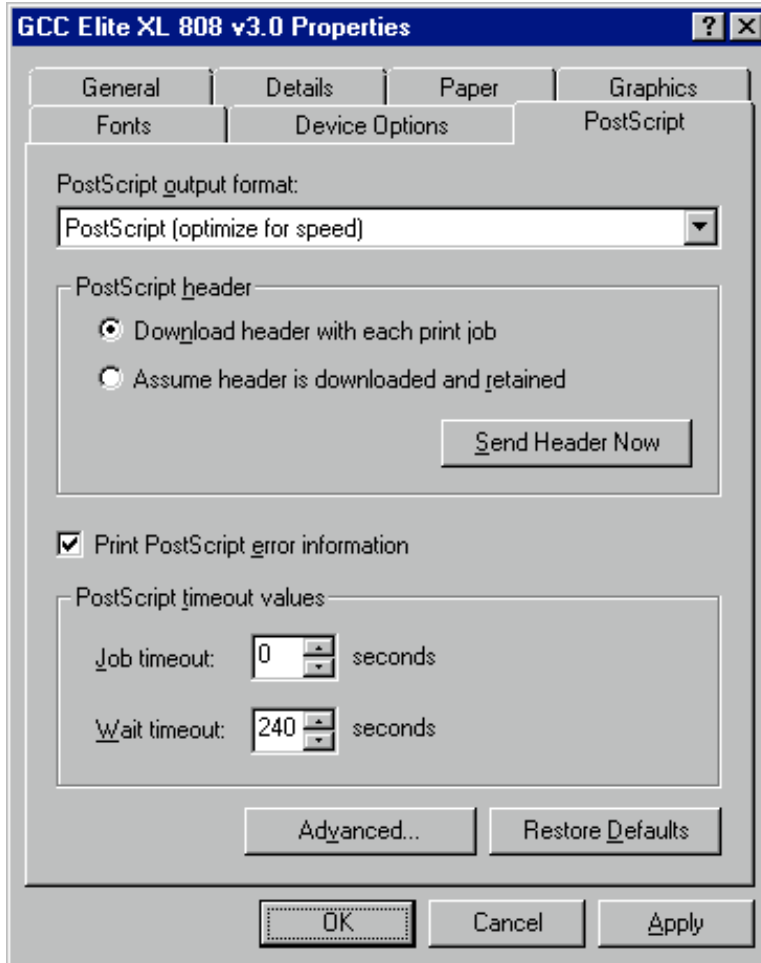 GCC Elite XL 808 v3.0 Properties
General Details Paper Graphics
Fonts Device Options PostScript
PostScript output format:
PostScript (optimize for speed)
PostScript header
Download header with each print job
Assume header is downloaded and retained
Send Header Now
Print PostScript error information
PostScript timeout values
Job timeout: 0 seconds
Wait timeout: 240 seconds
Advanced... Restore Defaults
OK Cancel Apply